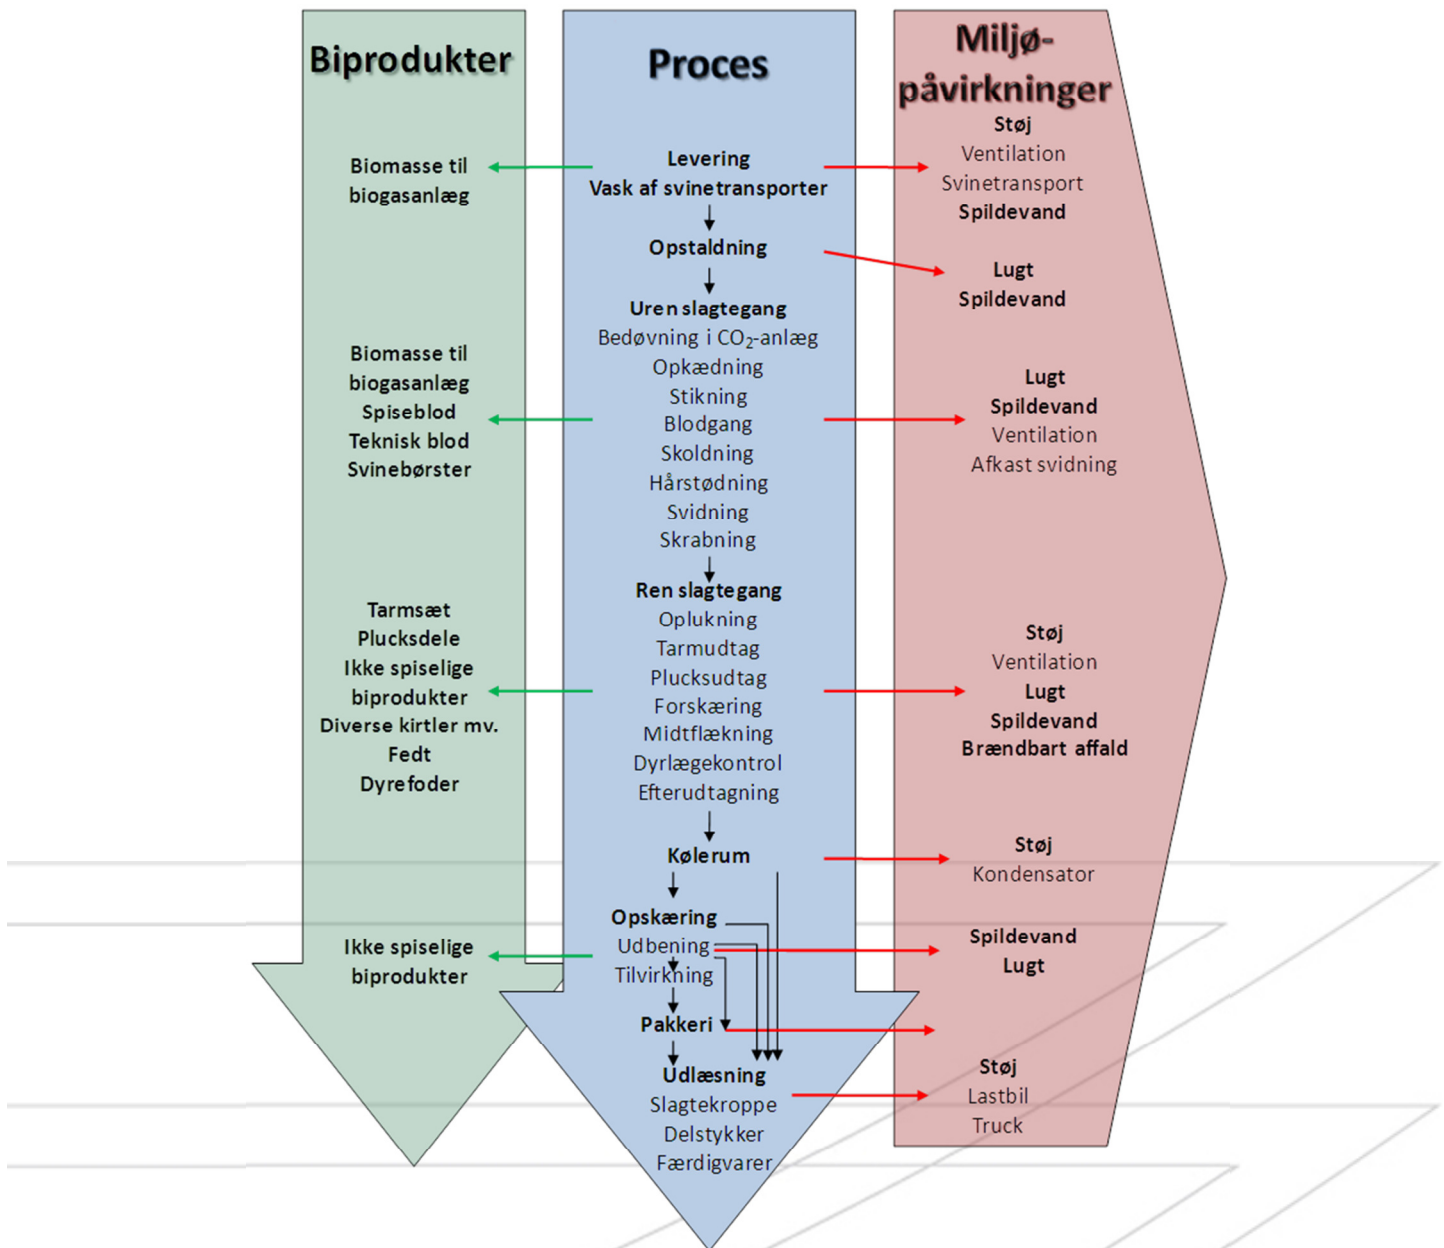 Biprodukter
Biomasse til
biogasanlæg
Biomasse til
biogasanlæg
Spiseblod
Teknisk blod
Svinebørster
Tarmsæt
Plucksdele
Ikke spiselige
biprodukter
Diverse kirtler mv.
Fedt
Dyrefoder
Ikke spiselige
biprodukter
Proces
Levering
Vask af svinetransporter
Opstaldning
Uren slagtegang
Bedøvning i CO₂-anlæg
Opkædning
Stikning
Blodgang
Skoldning
Hårstødning
Svidning
Skrabning
Ren slagtegang
Oplukning
Tarmudtag
Plucksudtag
Forskæring
Midtflækning
Dyrlægekontrol
Efterudtagning
Kølerum
Opskæring
Udbening
Tilvirkning
Pakkeri
Udlæsning
Slagtekroppe
Delstykker
Færdigvarer
Miljø-
påvirkninger
Støj
Ventilation
Svinetransport
Spildevand
Lugt
Spildevand
Lugt
Spildevand
Ventilation
Afkast svidning
Støj
Ventilation
Lugt
Spildevand
Brændbart affald
Støj
Kondensator
Spildevand
Lugt
Støj
Lastbil
Truck